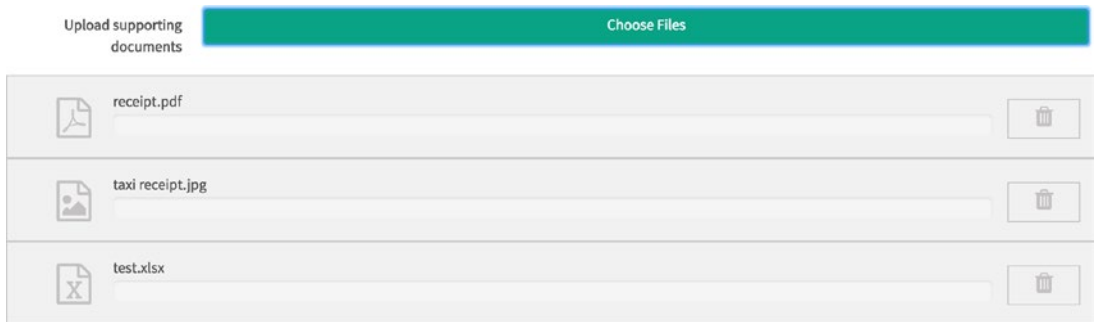 Upload supporting
documents
Choose Files
receipt.pdf
taxi receipt.jpg
test.xlsx